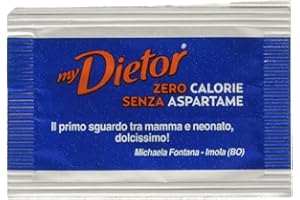 my Dietor
ZERO CALORIE
SENZA ASPARTAME
Il primo sguardo tra mamma e neonato,
dolcissimo!
Michaela Fontana - Imola (BO)